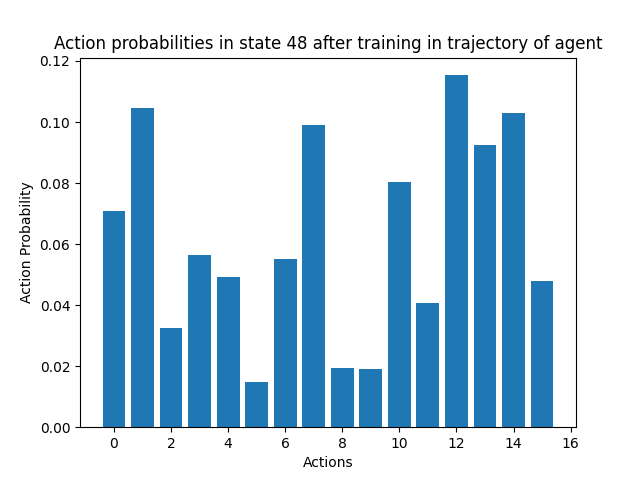 Action probabilities in state 48 after training in trajectory of agent
0.12
0.10
0.08
0.06
0.04
0.02
0.00
Action Probability
0 2 4 6 8 10 12 14 16
Actions